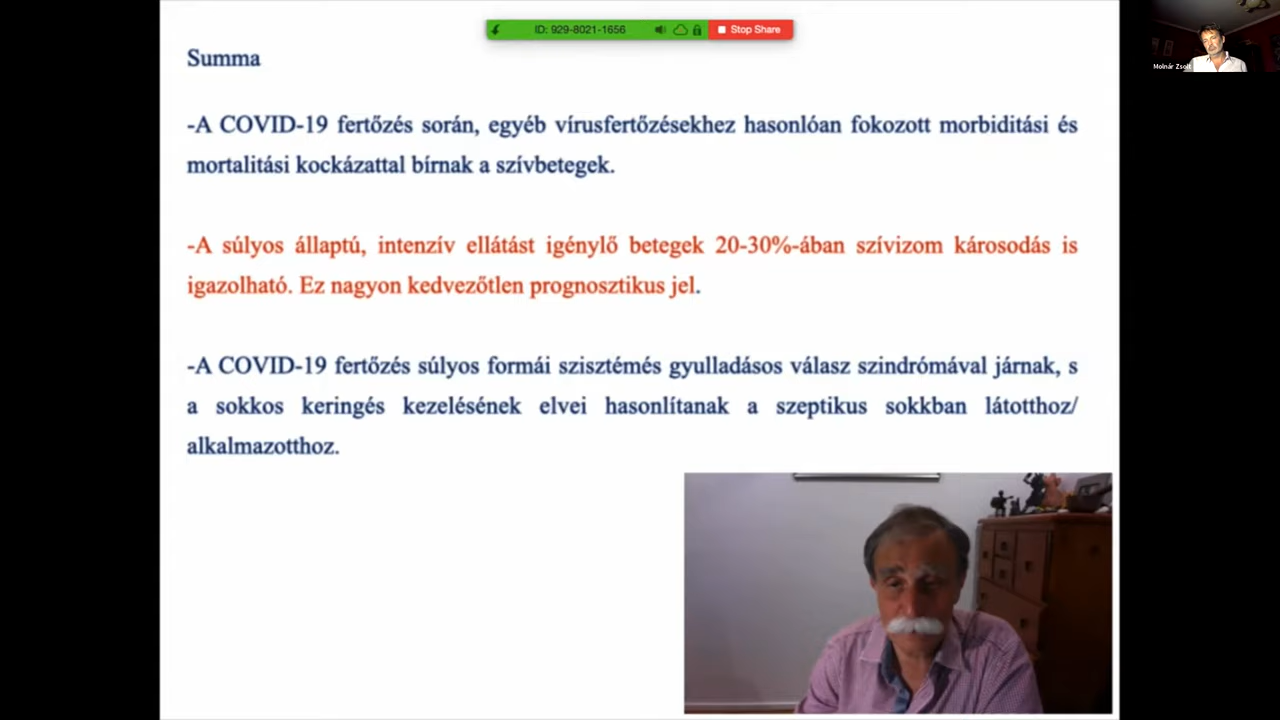 ID: 929-8021-1656
Stop Share
Molnár Zsolt
Summa
-A COVID-19 fertőzés során, egyéb vírusfertőzésekhez hasonlóan fokozott morbiditási és
mortalitási kockázattal bírnak a szívbetegek.
-A súlyos állaptú, intenzív ellátást igénylő betegek 20-30%-ában szívizom károsodás is
igazolható. Ez nagyon kedvezőtlen prognosztikus jel.
-A COVID-19 fertőzés súlyos formái szisztémés gyulladásos válasz szindrómával járnak, s
a sokkos keringés kezelésének elvei hasonlítanak a szeptikus sokkban látotthoz/
alkalmazotthoz.